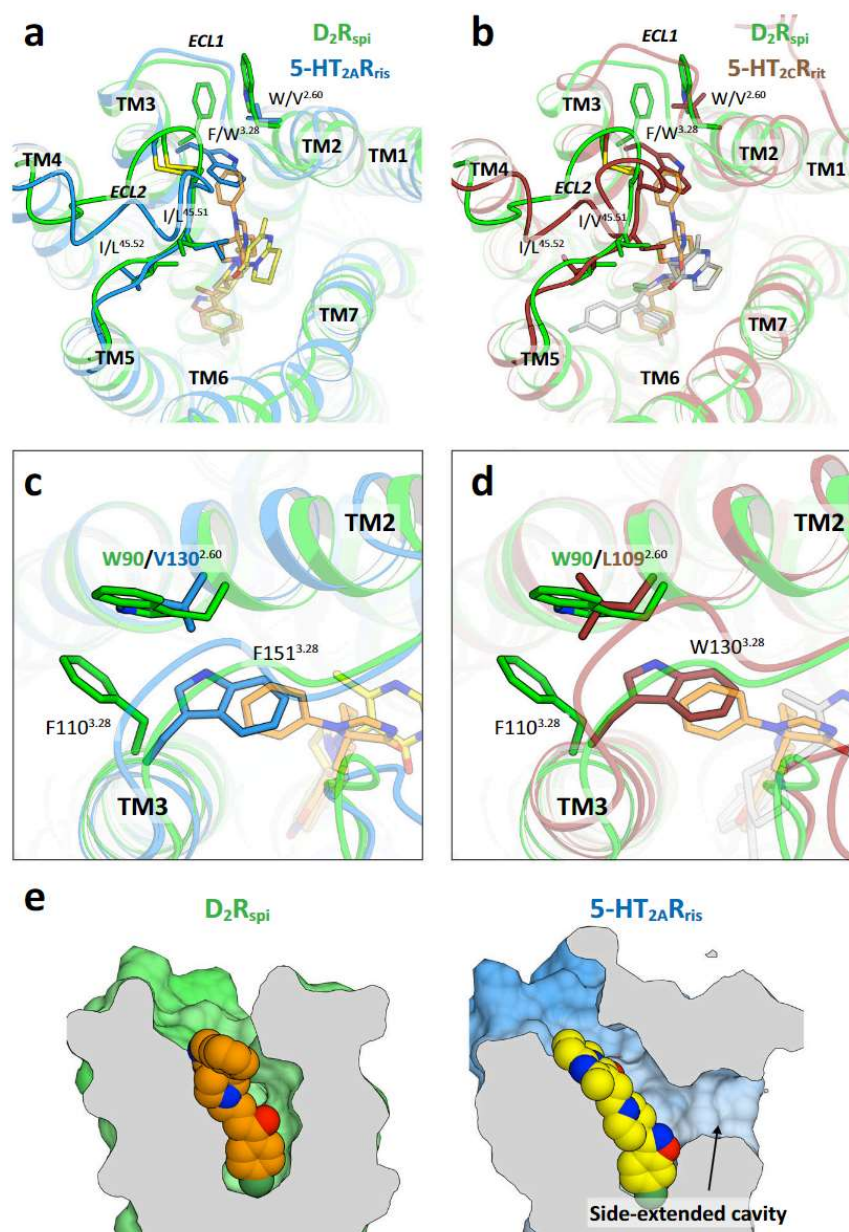 a
D₂Rspi
5-HT₂ARris
ECL1
W/V²·⁶⁰
TM3
F/W³·²⁸
TM2
TM1
TM4
ECL2
I/L⁴⁵·⁵¹
I/L⁴⁵·⁵²
TM7
TM5
TM6
b
D₂Rspi
5-HT₂CRrit
ECL1
W/V²·⁶⁰
TM3
F/W³·²⁸
TM2
TM1
TM4
ECL2
I/V⁴⁵·⁵¹
I/L⁴⁵·⁵²
TM7
TM5
TM6
c
TM2
W90/V130²·⁶⁰
F151³·²⁸
F110³·²⁸
TM3
d
TM2
W90/L109²·⁶⁰
W130³·²⁸
F110³·²⁸
TM3
e
D₂Rspi
5-HT₂ARris
Side-extended cavity